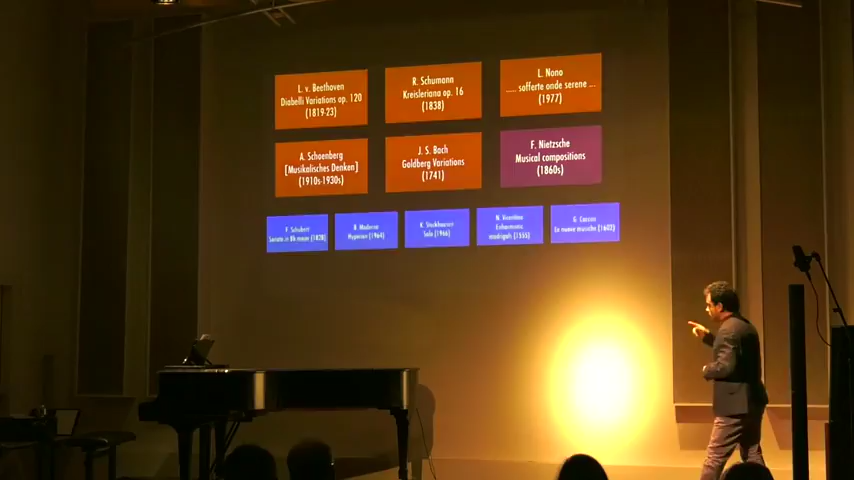 L. v. Beethoven
Diabelli Variations op. 120
(1819-23)
R. Schumann
Kreisleriana op. 16
(1838)
L. Nono
..... sofferte onde serene ...
(1977)
A. Schoenberg
[Musikalisches Denken]
(1910s-1930s)
J. S. Bach
Goldberg Variations
(1741)
F. Nietzsche
Musical compositions
(1860s)
F. Schubert
Sonata in Bb major (1828)
B. Maderna
Hyperion (1964)
K. Stockhausen
Solo (1966)
N. Vicentino
Enharmonic
madrigals (1555)
G. Caccini
Le nuove musiche (1602)